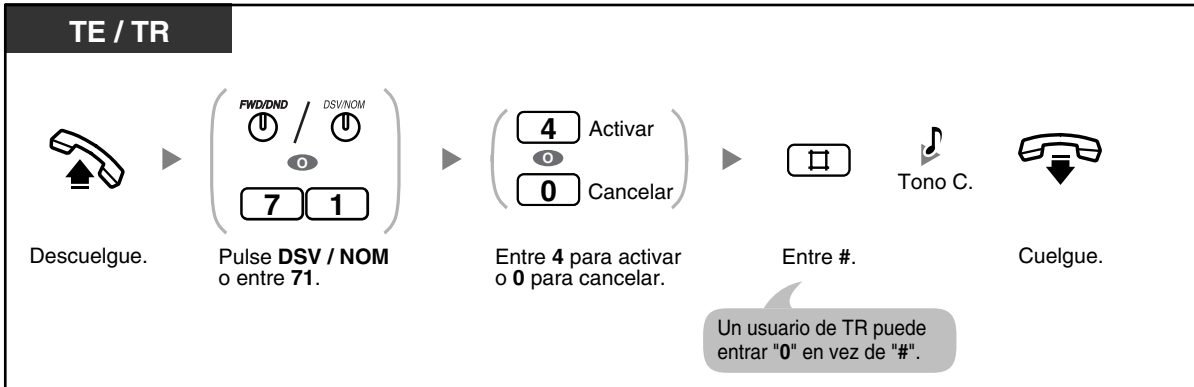 TE / TR
FWD/DND / DSV/NOM
o
7 1
4 Activar
o
0 Cancelar
Tono C.
Descuelgue.
Pulse DSV / NOM
o entre 71.
Entre 4 para activar
o 0 para cancelar.
Entre #.
Cuelgue.
Un usuario de TR puede
entrar "0" en vez de "#".